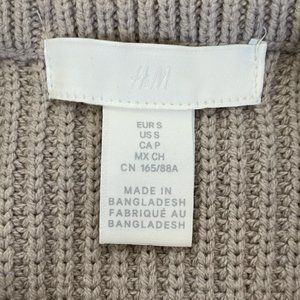 H&M
EUR S
US S
CA P
MX CH
CN 165/88A
MADE IN
BANGLADESH
FABRIQUÉ AU
BANGLADESH